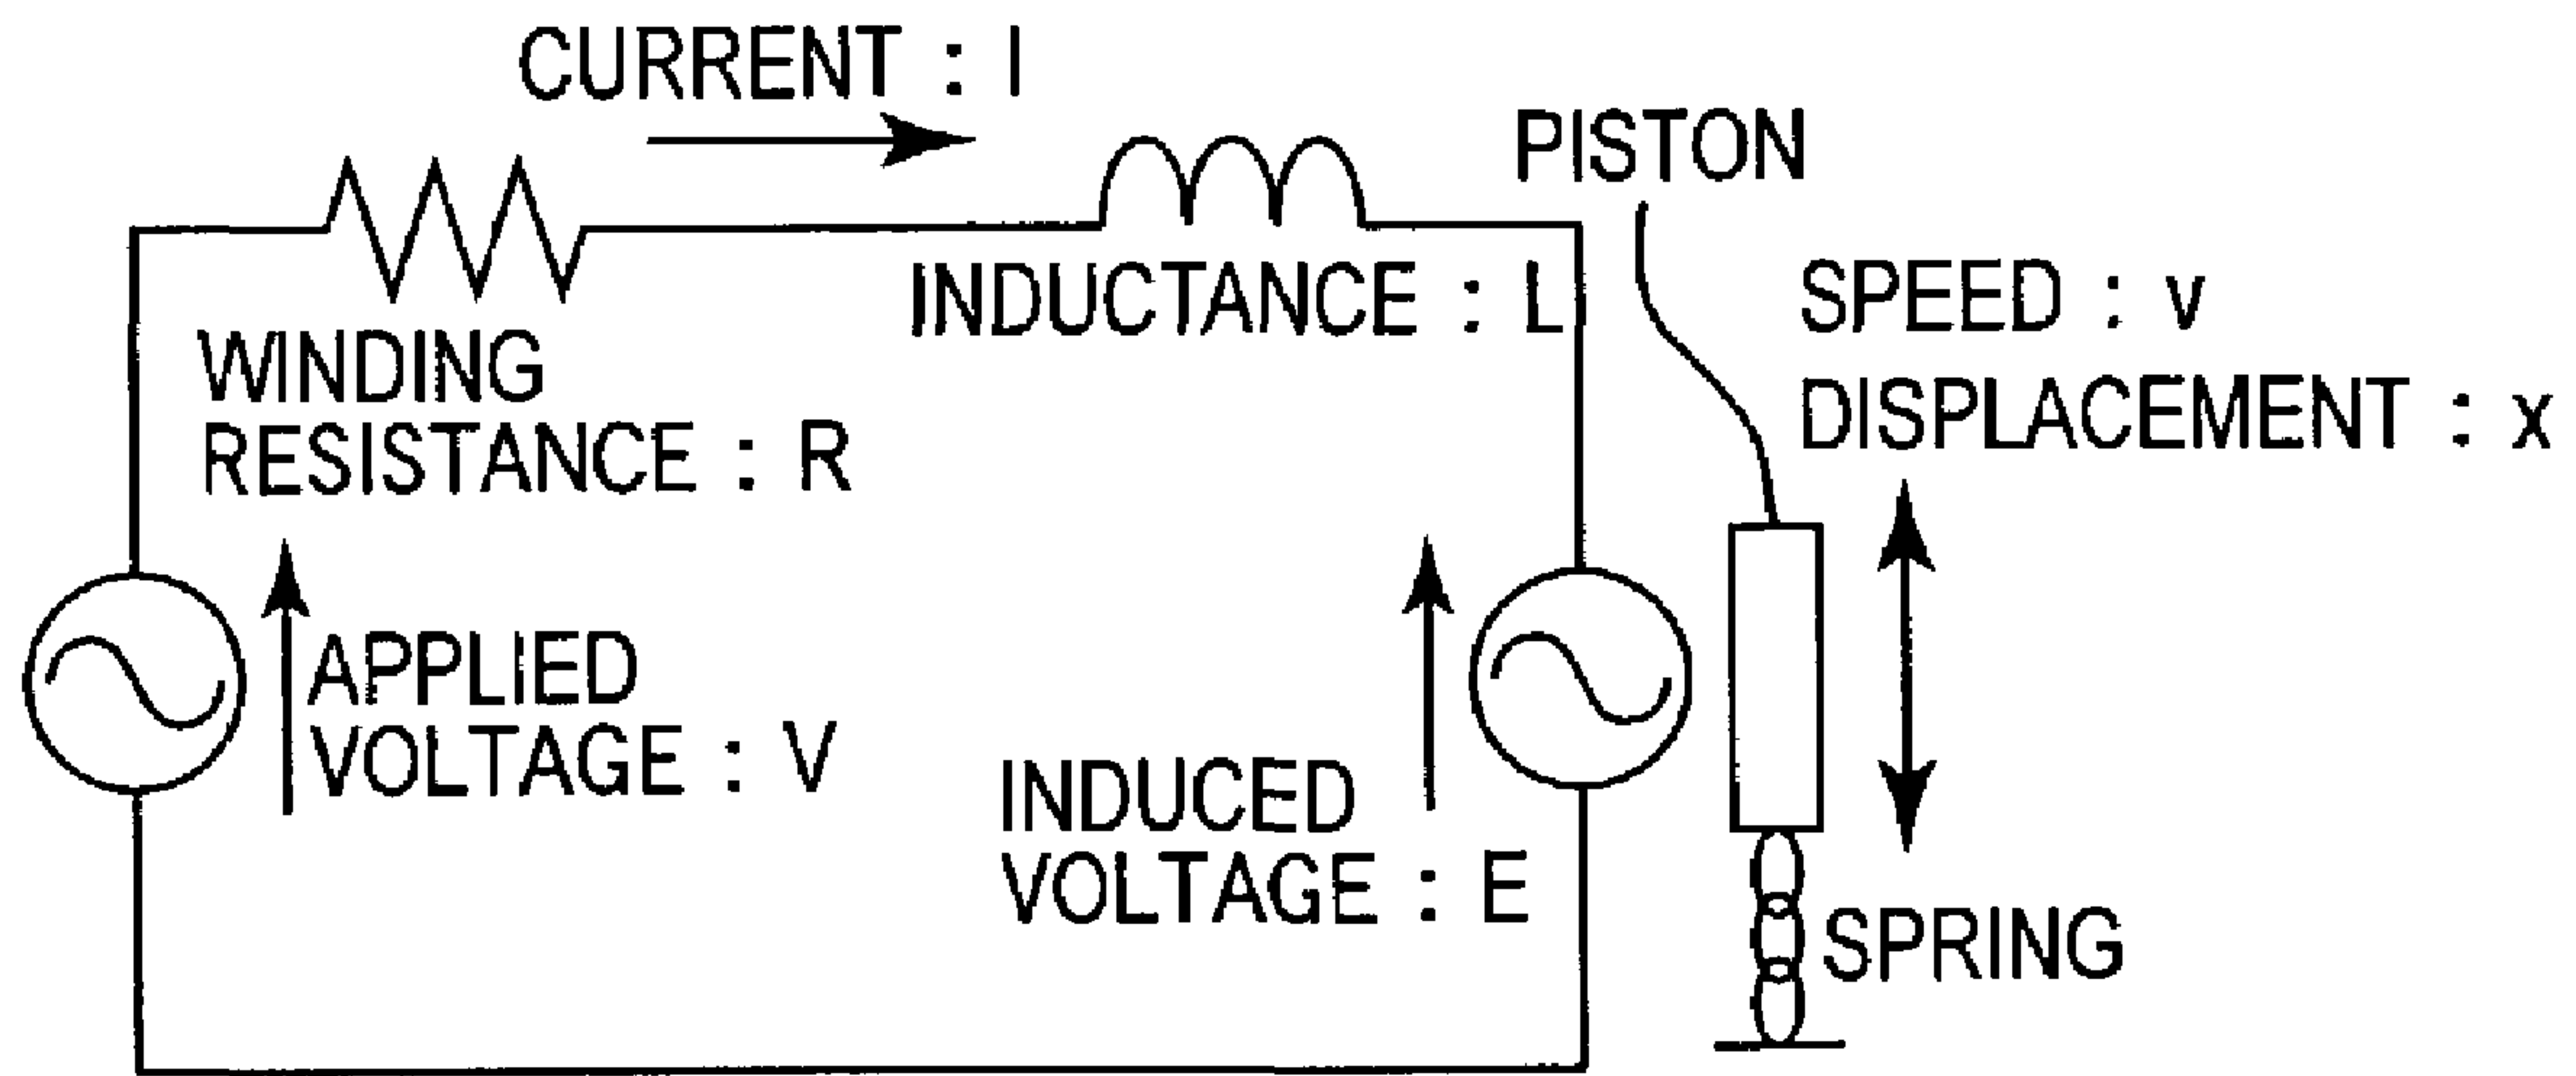 CURRENT : I
PISTON
INDUCTANCE : L
SPEED : v
DISPLACEMENT : x
WINDING
RESISTANCE : R
APPLIED
VOLTAGE : V
INDUCED
VOLTAGE : E
SPRING